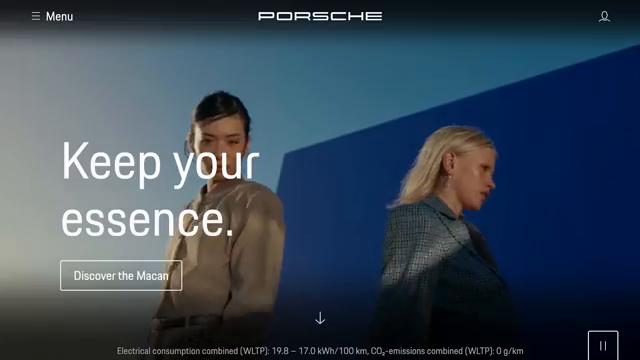 Menu
PORSCHE
Keep your
essence.
Discover the Macan
Electrical consumption combined (WLTP): 19.8 – 17.0 kWh/100 km, CO₂-emissions combined (WLTP): 0 g/km